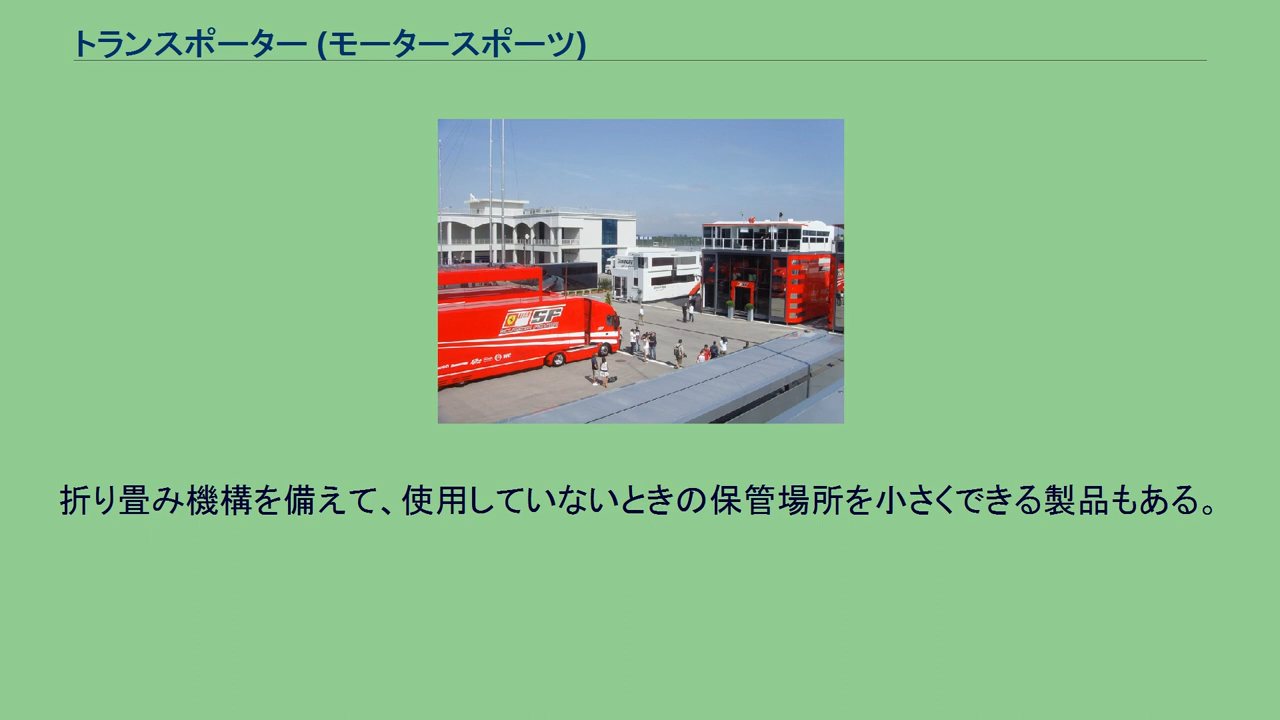 トランスポーター (モータースポーツ)
SF
折り畳み機構を備えて、使用していないときの保管場所を小さくできる製品もある。